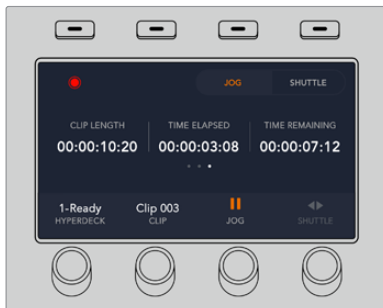 JOG SHUTTLE
CLIP LENGTH TIME ELAPSED TIME REMAINING
00:00:10:20 00:00:03:08 00:00:07:12
1-Ready Clip 003
HYPERDECK CLIP JOG SHUTTLE